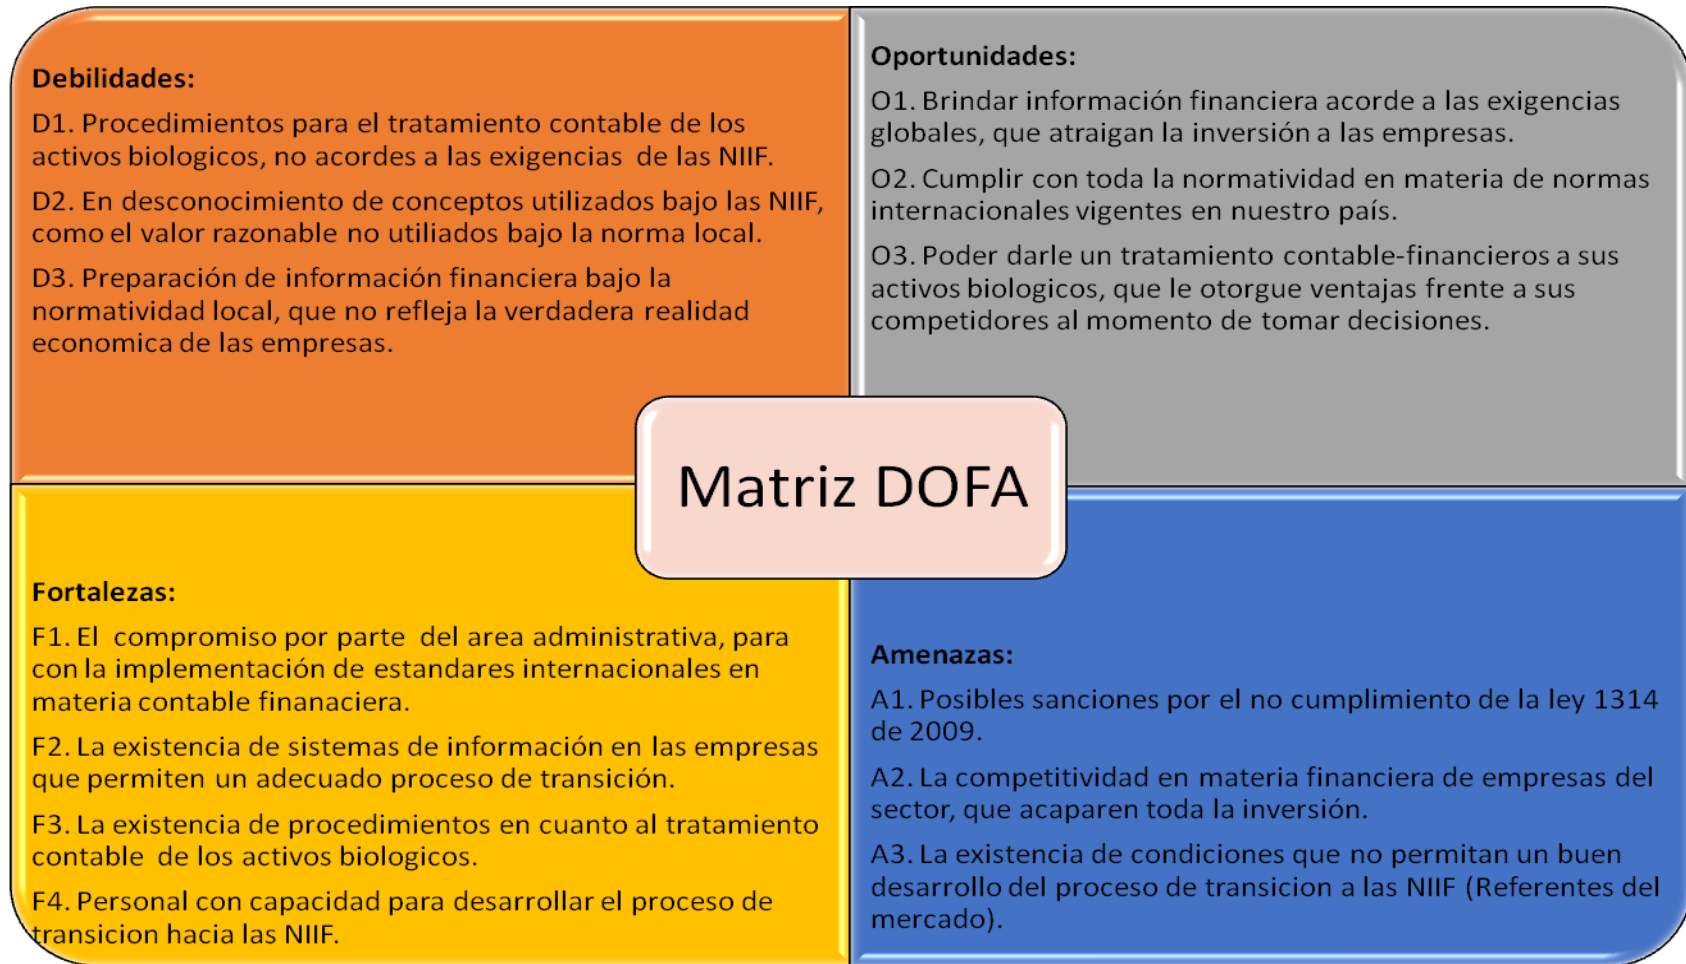 Debilidades:
D1. Procedimientos para el tratamiento contable de los
activos biologicos, no acordes a las exigencias de las NIIF.
D2. En desconocimiento de conceptos utilizados bajo las NIIF,
como el valor razonable no utiliados bajo la norma local.
D3. Preparación de información financiera bajo la
normatividad local, que no refleja la verdadera realidad
economica de las empresas.
Oportunidades:
O1. Brindar información financiera acorde a las exigencias
globales, que atraigan la inversión a las empresas.
O2. Cumplir con toda la normatividad en materia de normas
internacionales vigentes en nuestro país.
O3. Poder darle un tratamiento contable-financieros a sus
activos biologicos, que le otorgue ventajas frente a sus
competidores al momento de tomar decisiones.
Matriz DOFA
Fortalezas:
F1. El compromiso por parte del area administrativa, para
con la implementación de estandares internacionales en
materia contable finanaciera.
F2. La existencia de sistemas de información en las empresas
que permiten un adecuado proceso de transición.
F3. La existencia de procedimientos en cuanto al tratamiento
contable de los activos biologicos.
F4. Personal con capacidad para desarrollar el proceso de
transicion hacia las NIIF.
Amenazas:
A1. Posibles sanciones por el no cumplimiento de la ley 1314
de 2009.
A2. La competitividad en materia financiera de empresas del
sector, que acaparen toda la inversión.
A3. La existencia de condiciones que no permitan un buen
desarrollo del proceso de transicion a las NIIF (Referentes del
mercado).